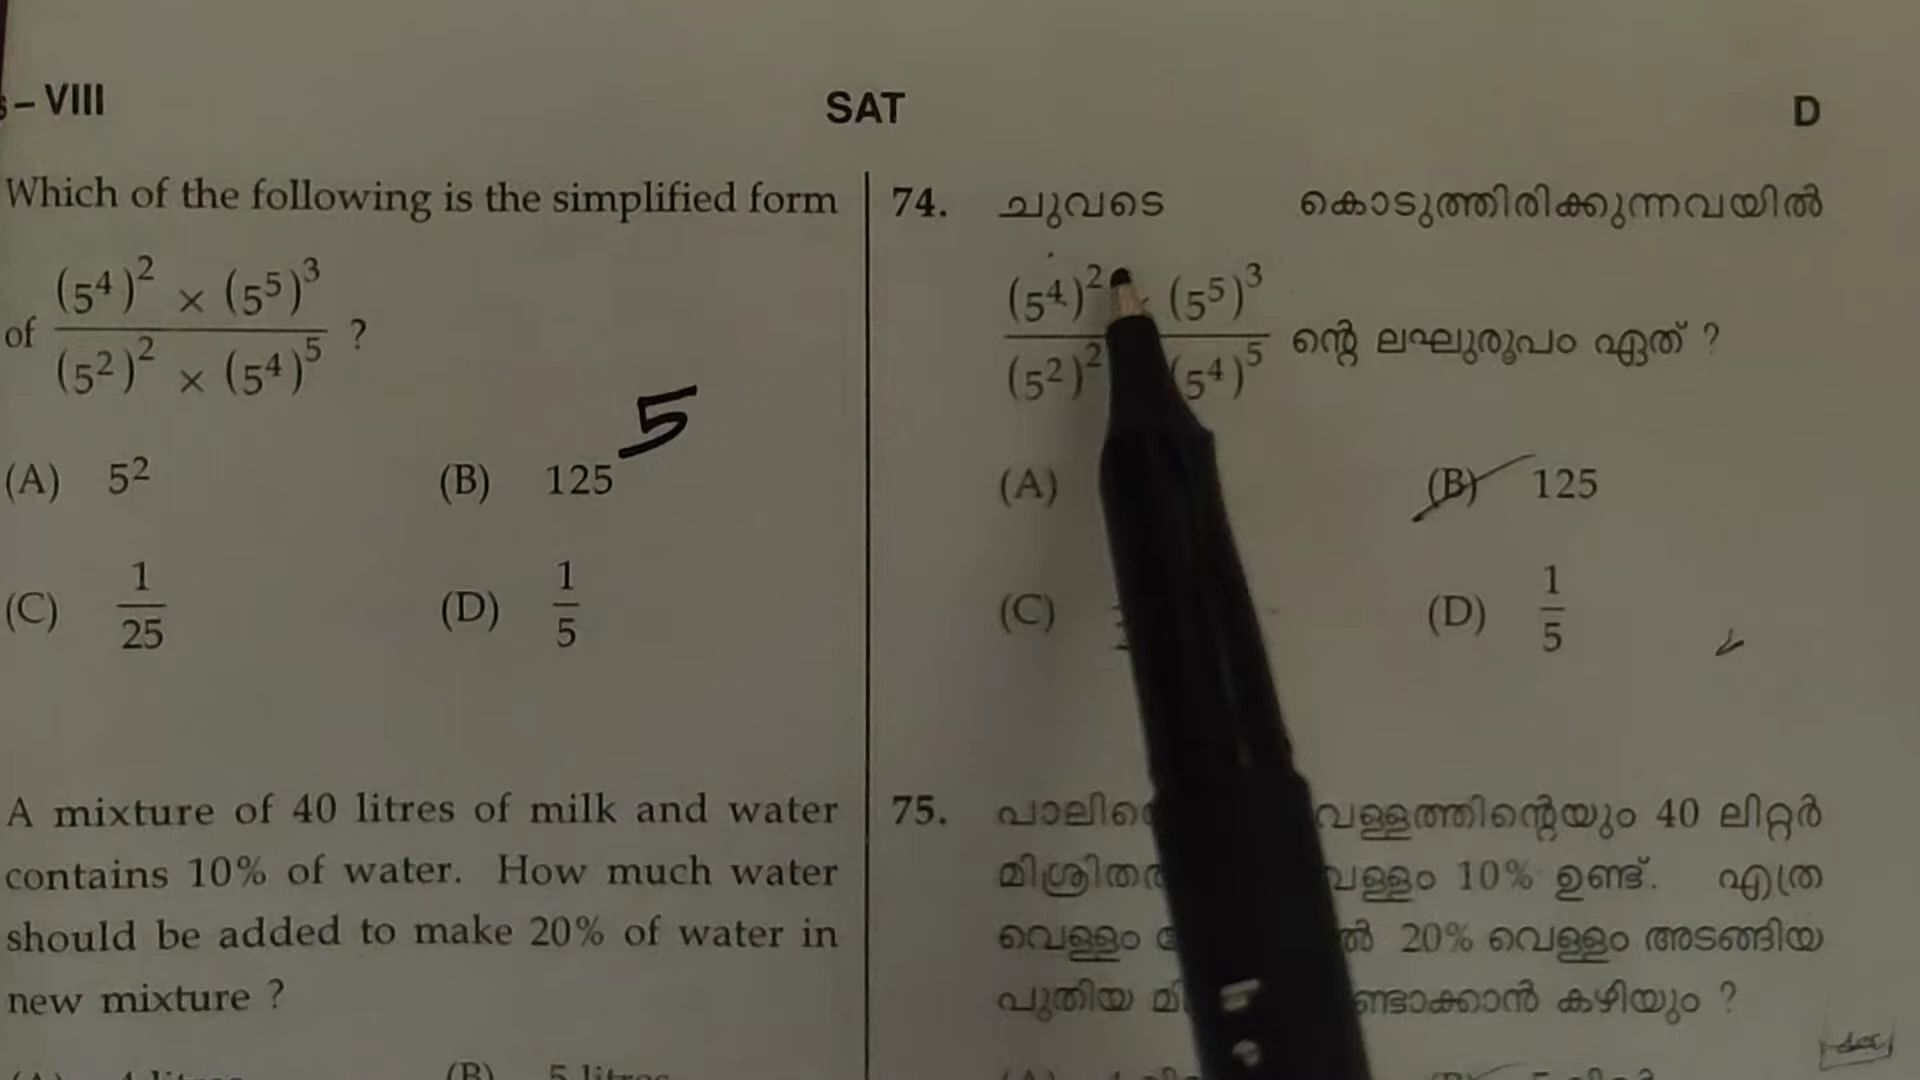 – VIII
SAT
D
Which of the following is the simplified form
of (5⁴)² × (5⁵)³ / (5²)² × (5⁴)⁵ ?
5
(A) 5² (B) 125
(C) 1/25 (D) 1/5
A mixture of 40 litres of milk and water
contains 10% of water. How much water
should be added to make 20% of water in
new mixture ?
(B) 5 litres
74. ചുവടെ കൊടുത്തിരിക്കുന്നവയിൽ
(5⁴)² (5⁵)³ / (5²)² (5⁴)⁵ ന്റെ ലഘുരൂപം ഏത് ?
(A) (B) 125
(C) (D) 1/5
75. വെള്ളത്തിന്റെയും 40 ലിറ്റർ
വെള്ളം 10% ഉണ്ട്. എത്ര
വെള്ളം 20% വെള്ളം അടങ്ങിയ
പുതിയ കഴിയും ?